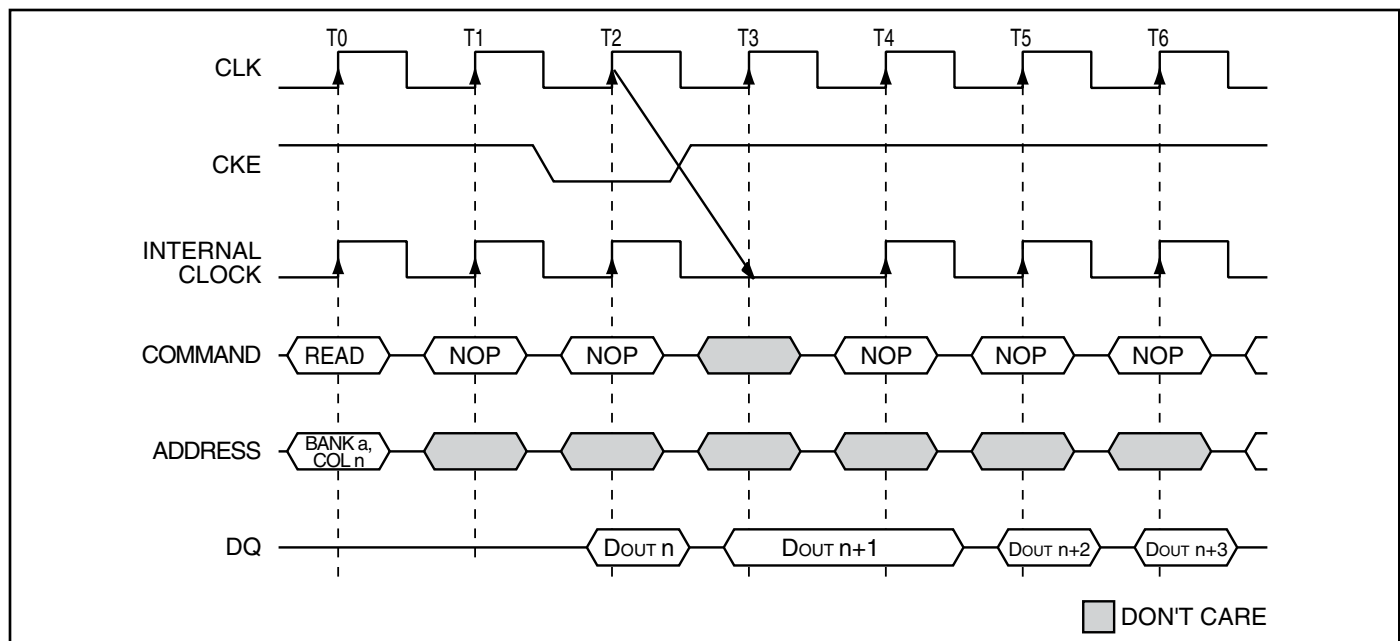 T0 T1 T2 T3 T4 T5 T6
CLK
CKE
INTERNAL
CLOCK
COMMAND READ NOP NOP NOP NOP NOP
ADDRESS BANK a,
COL n
DQ DOUT n DOUT n+1 DOUT n+2 DOUT n+3
DON'T CARE